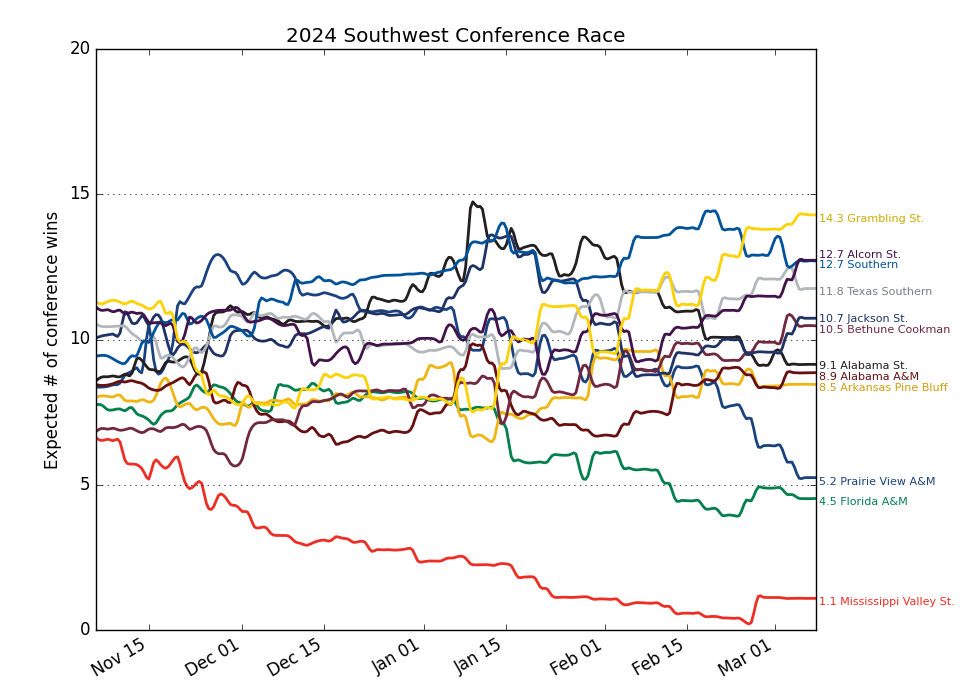 2024 Southwest Conference Race
Expected # of conference wins
20
15
10
5
0
14.3 Grambling St.
12.7 Alcorn St.
12.7 Southern
11.8 Texas Southern
10.7 Jackson St.
10.5 Bethune Cookman
9.1 Alabama St.
8.9 Alabama A&M
8.5 Arkansas Pine Bluff
5.2 Prairie View A&M
4.5 Florida A&M
1.1 Mississippi Valley St.
Nov 15
Dec 01
Dec 15
Jan 01
Jan 15
Feb 01
Feb 15
Mar 01